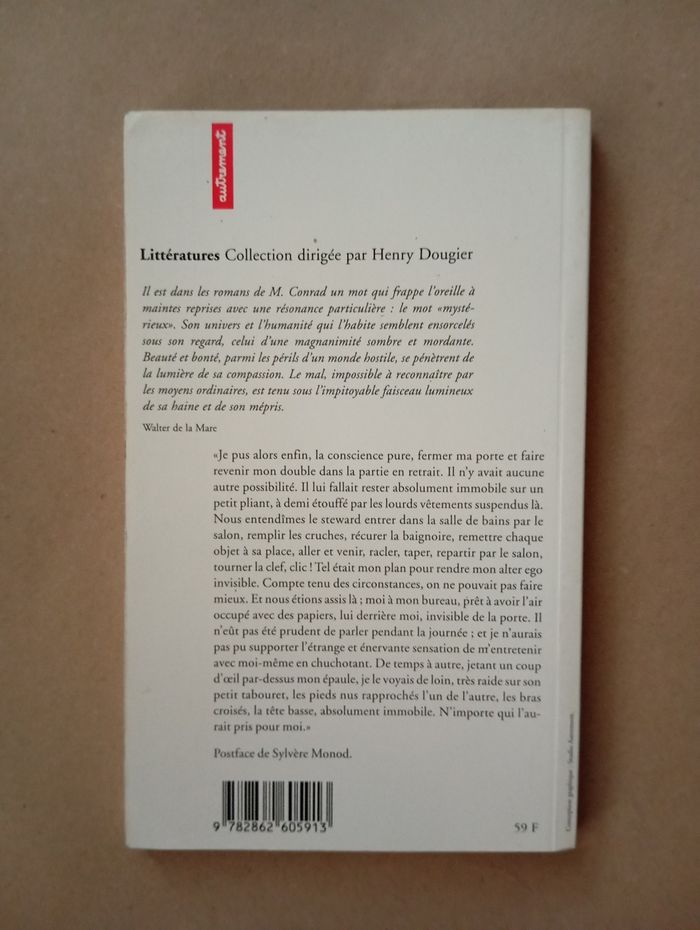 autrement
Littératures Collection dirigée par Henry Dougier
Il est dans les romans de M. Conrad un mot qui frappe l'oreille à
maintes reprises avec une résonance particulière : le mot «mysté-
rieux». Son univers et l'humanité qui l'habite semblent ensorcelés
sous son regard, celui d'une magnanimité sombre et mordante.
Beauté et bonté, parmi les périls d'un monde hostile, se pénètrent de
la lumière de sa compassion. Le mal, impossible à reconnaître par
les moyens ordinaires, est tenu sous l'impitoyable faisceau lumineux
de sa haine et de son mépris.
Walter de la Mare
«Je pus alors enfin, la conscience pure, fermer ma porte et faire
revenir mon double dans la partie en retrait. Il n'y avait aucune
autre possibilité. Il lui fallait rester absolument immobile sur un
petit pliant, à demi étouffé par les lourds vêtements suspendus là.
Nous entendîmes le steward entrer dans la salle de bains par le
salon, remplir les cruches, récurer la baignoire, remettre chaque
objet à sa place, aller et venir, racler, taper, repartir par le salon,
tourner la clef, clic ! Tel était mon plan pour rendre mon alter ego
invisible. Compte tenu des circonstances, on ne pouvait pas faire
mieux. Et nous étions assis là ; moi à mon bureau, prêt à avoir l'air
occupé avec des papiers, lui derrière moi, invisible de la porte. Il
n'eût pas été prudent de parler pendant la journée ; et je n'aurais
pas pu supporter l'étrange et énervante sensation de m'entretenir
avec moi-même en chuchotant. De temps à autre, jetant un coup
d'œil par-dessus mon épaule, je le voyais de loin, très raide sur son
petit tabouret, les pieds nus rapprochés l'un de l'autre, les bras
croisés, la tête basse, absolument immobile. N'importe qui l'au-
rait pris pour moi.»
Postface de Sylvère Monod.
9 782862 605913
59 F
Conception graphique : Studio Autrement.